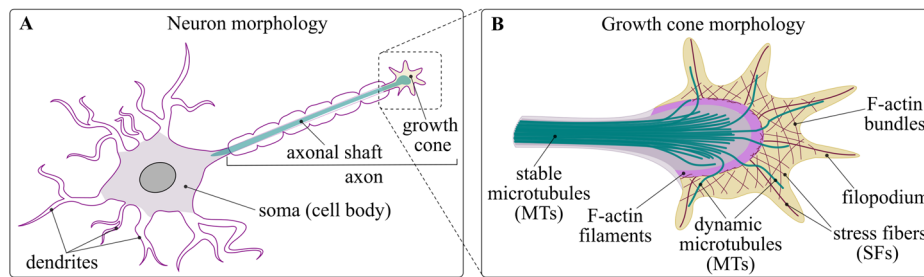 A
Neuron morphology
growth
cone
axonal shaft
axon
soma (cell body)
dendrites
B
Growth cone morphology
F-actin
bundles
stable
microtubules
(MTs)
F-actin
filaments
dynamic
microtubules
(MTs)
filopodium
stress fibers
(SFs)